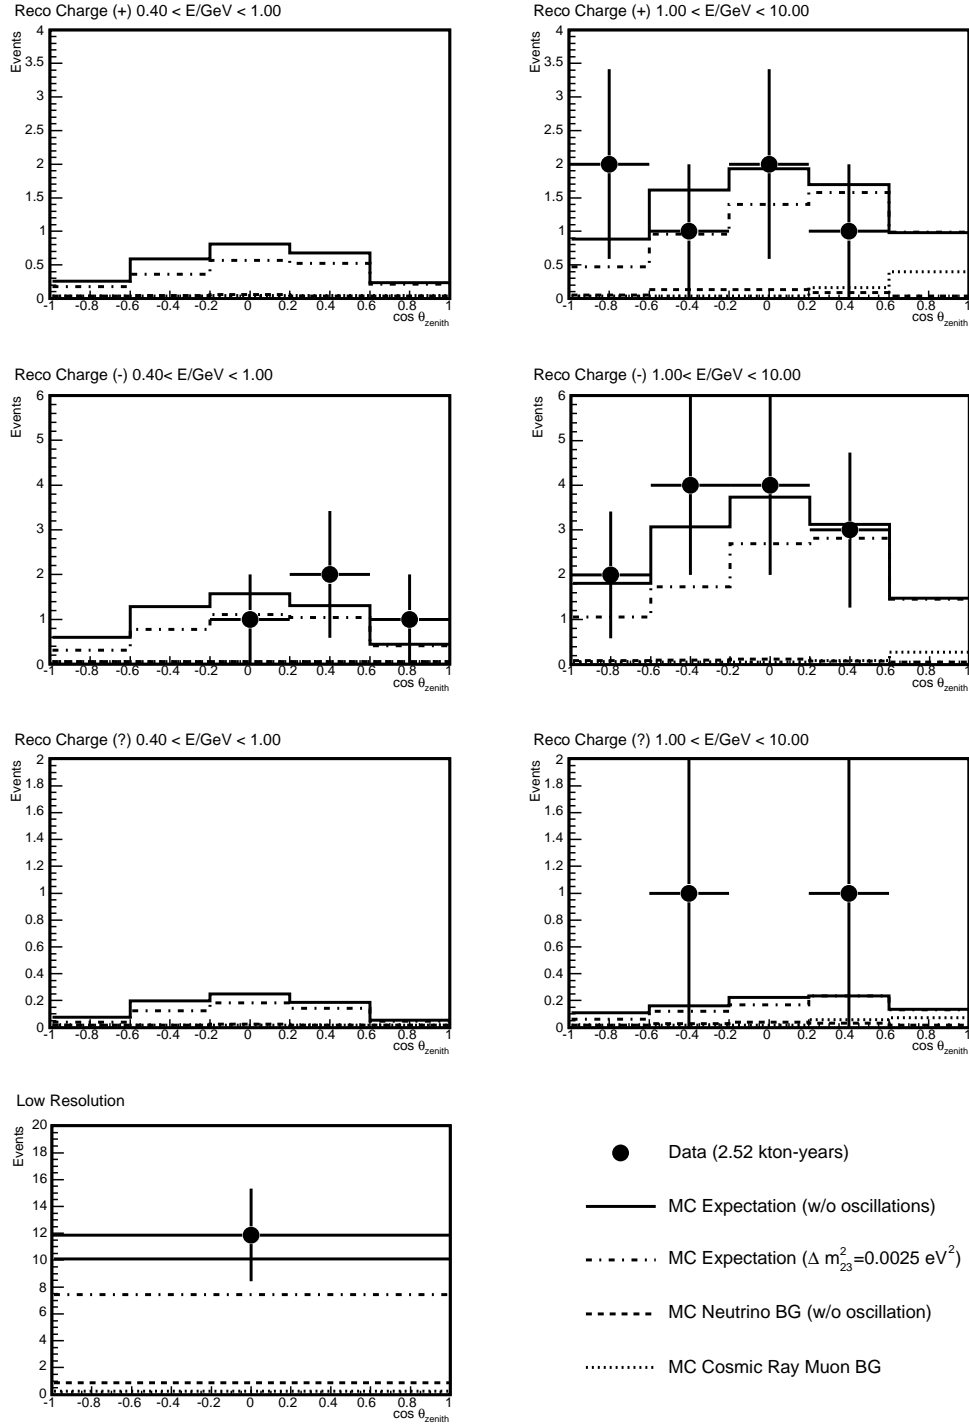 Reco Charge (+) 0.40 < E/GeV < 1.00
Events
4
3.5
3
2.5
2
1.5
1
0.5
0
-1 -0.8 -0.6 -0.4 -0.2 0 0.2 0.4 0.6 0.8 1
cos θzenith
Reco Charge (+) 1.00 < E/GeV < 10.00
Events
4
3.5
3
2.5
2
1.5
1
0.5
0
-1 -0.8 -0.6 -0.4 -0.2 0 0.2 0.4 0.6 0.8 1
cos θzenith
Reco Charge (-) 0.40< E/GeV < 1.00
Events
6
5
4
3
2
1
0
-1 -0.8 -0.6 -0.4 -0.2 0 0.2 0.4 0.6 0.8 1
cos θzenith
Reco Charge (-) 1.00< E/GeV < 10.00
Events
6
5
4
3
2
1
0
-1 -0.8 -0.6 -0.4 -0.2 0 0.2 0.4 0.6 0.8 1
cos θzenith
Reco Charge (?) 0.40 < E/GeV < 1.00
Events
2
1.8
1.6
1.4
1.2
1
0.8
0.6
0.4
0.2
0
-1 -0.8 -0.6 -0.4 -0.2 0 0.2 0.4 0.6 0.8 1
cos θzenith
Reco Charge (?) 1.00 < E/GeV < 10.00
Events
2
1.8
1.6
1.4
1.2
1
0.8
0.6
0.4
0.2
0
-1 -0.8 -0.6 -0.4 -0.2 0 0.2 0.4 0.6 0.8 1
cos θzenith
Low Resolution
Events
20
18
16
14
12
10
8
6
4
2
0
-1 -0.8 -0.6 -0.4 -0.2 0 0.2 0.4 0.6 0.8 1
cos θzenith
Data (2.52 kton-years)
MC Expectation (w/o oscillations)
MC Expectation (Δ m²₂₃=0.0025 eV²)
MC Neutrino BG (w/o oscillation)
MC Cosmic Ray Muon BG